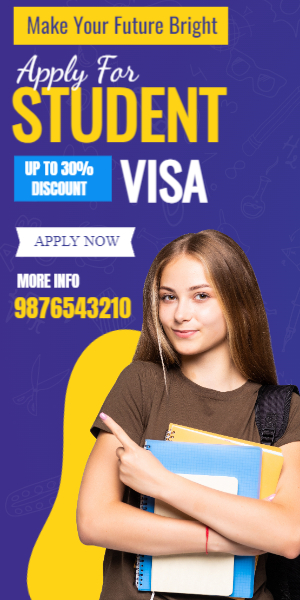 Make Your Future Bright
Apply For
STUDENT
UP TO 30%
DISCOUNT
VISA
APPLY NOW
MORE INFO
9876543210